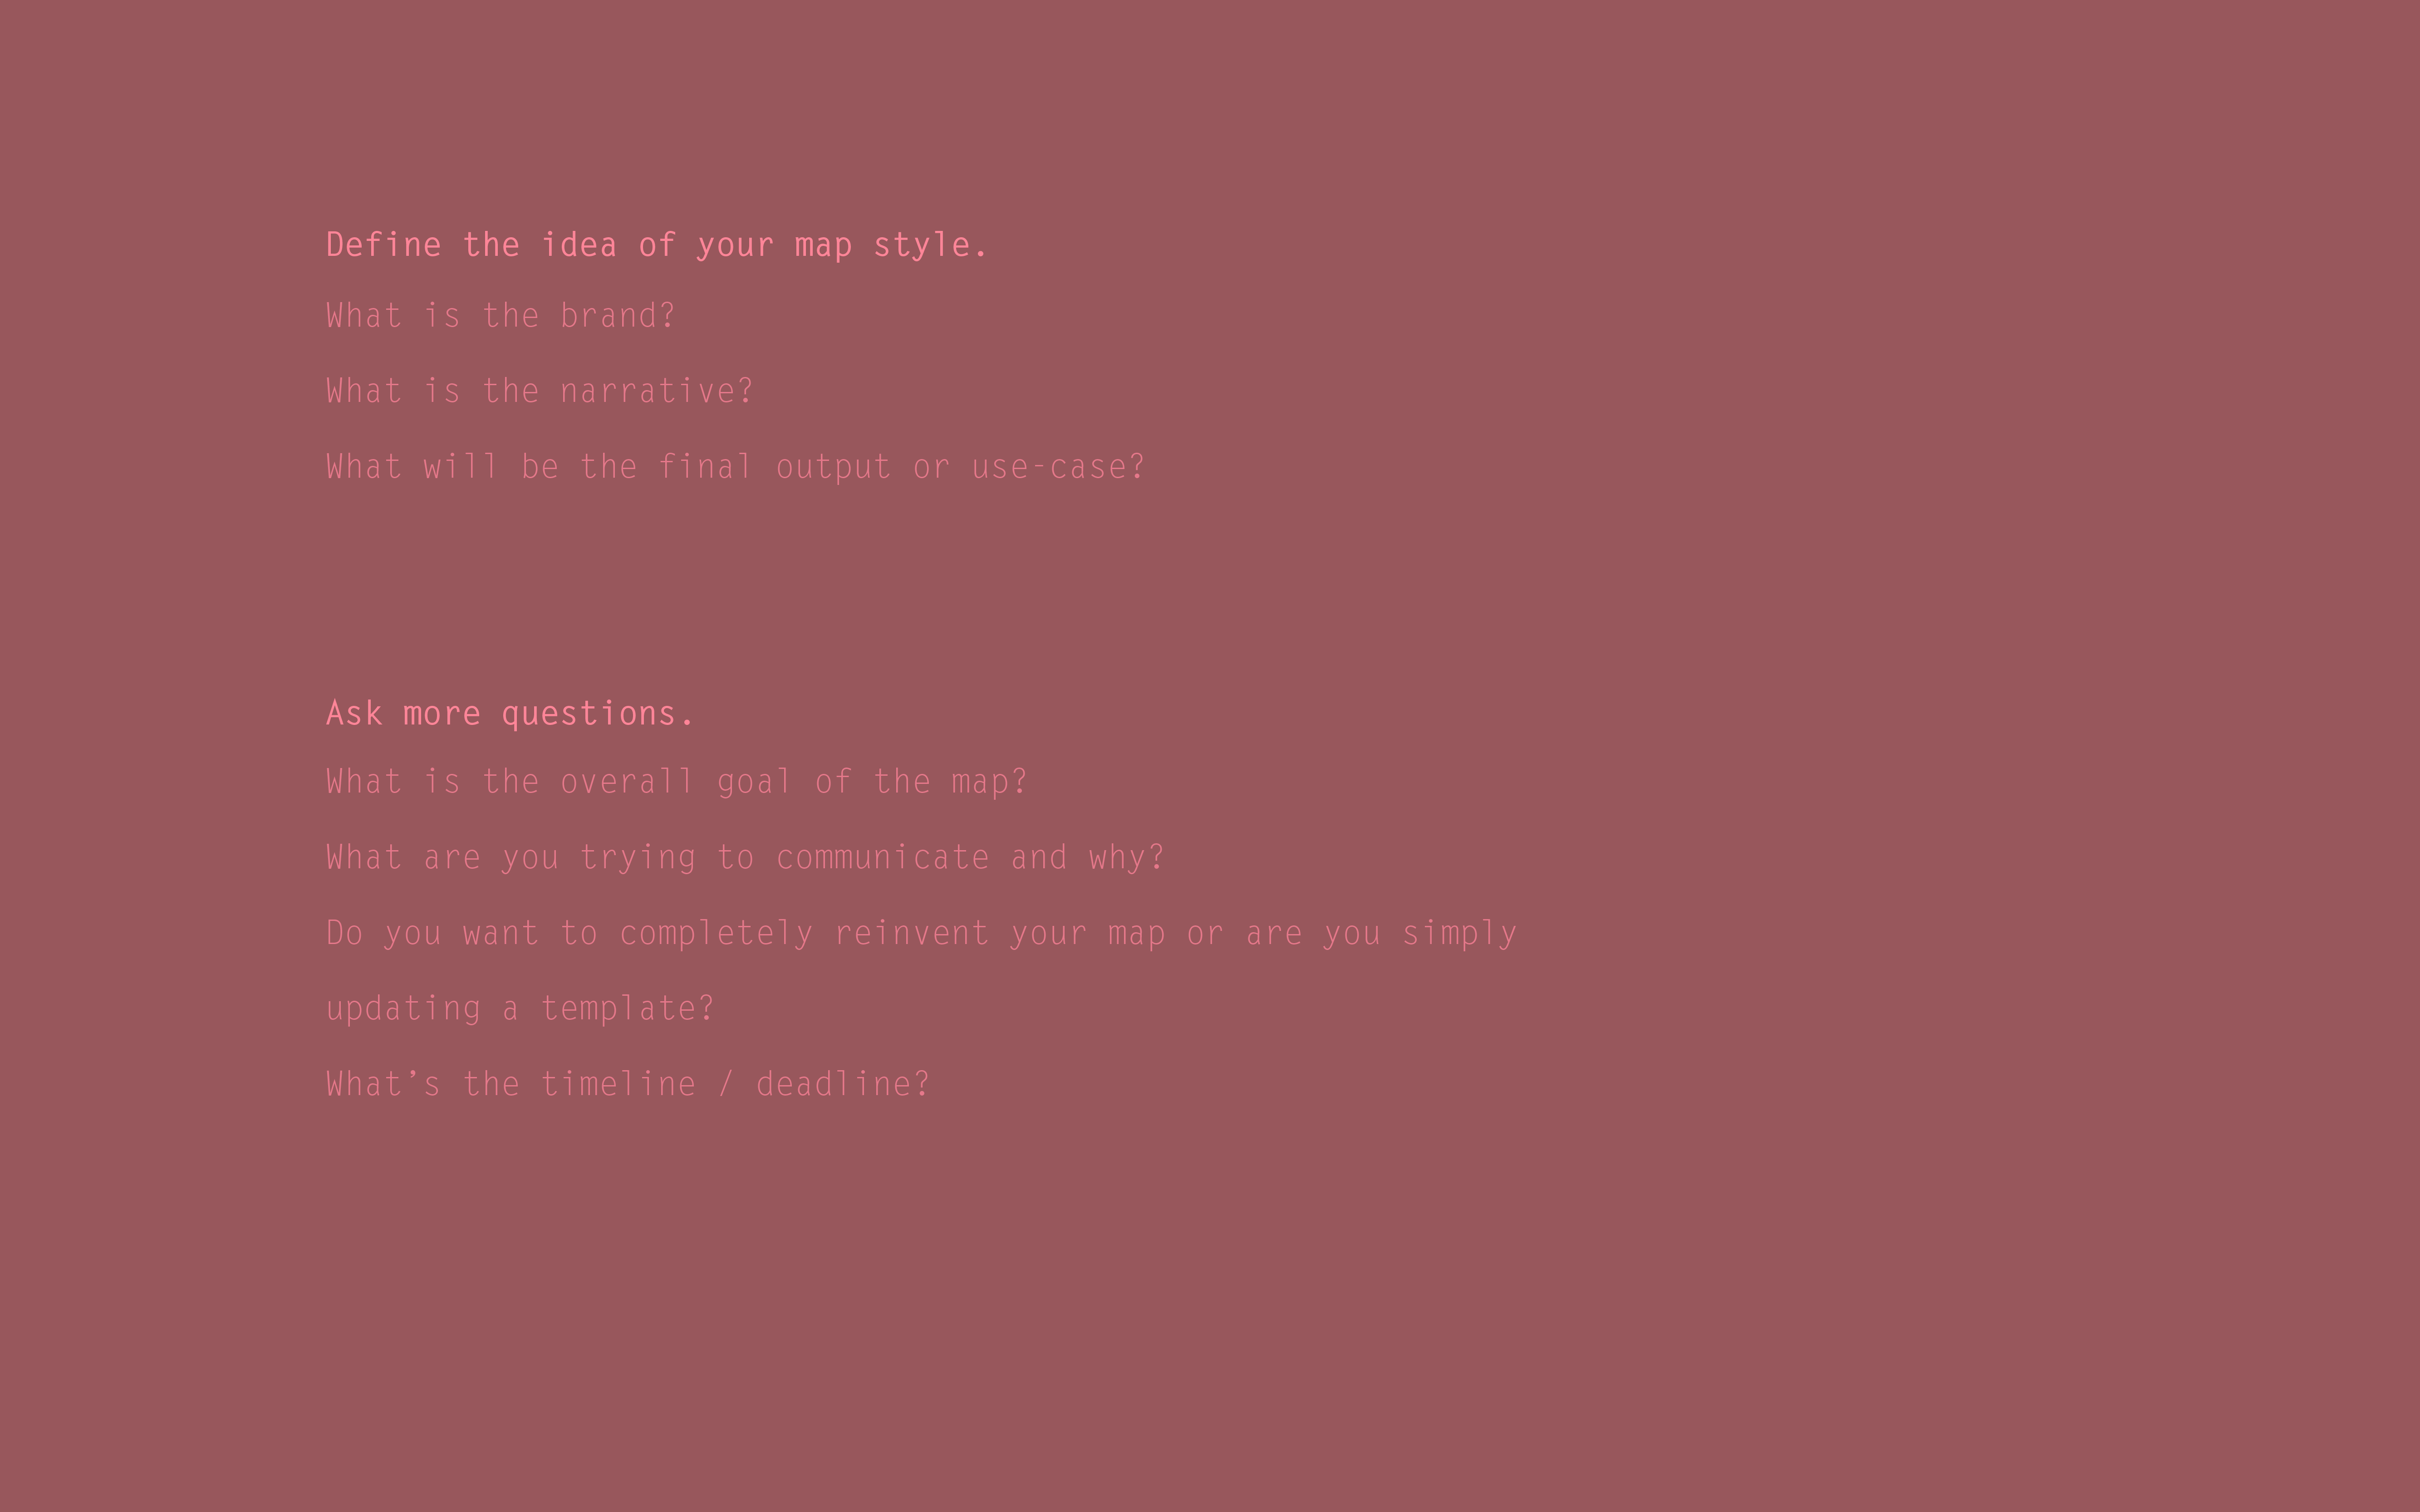 Define the idea of your map style.
What is the brand?
What is the narrative?
What will be the final output or use-case?
Ask more questions.
What is the overall goal of the map?
What are you trying to communicate and why?
Do you want to completely reinvent your map or are you simply
updating a template?
What’s the timeline / deadline?